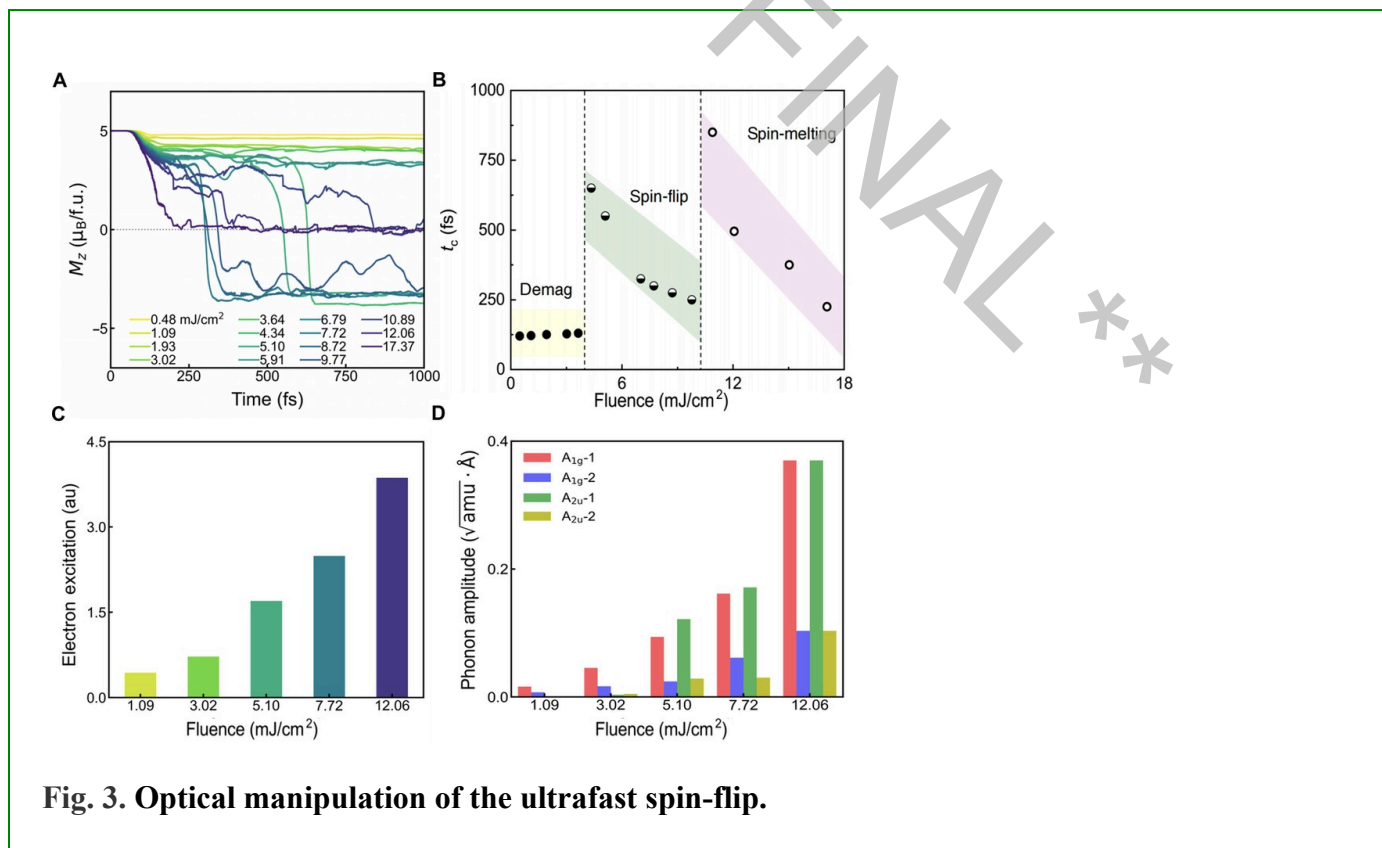 FINAL **
A
M_Z (μ_B/f.u.)
5
0
−5
0.48 mJ/cm² 3.64 6.79 10.89
1.09 4.34 7.72 12.06
1.93 5.10 8.72 17.37
3.02 5.91 9.77
0 250 500 750 1000
Time (fs)
B
t_c (fs)
1000
750
500
250
0
Spin-melting
Spin-flip
Demag
0 6 12 18
Fluence (mJ/cm²)
C
Electron excitation (au)
4.5
3.0
1.5
0.0
1.09 3.02 5.10 7.72 12.06
Fluence (mJ/cm²)
D
Phonon amplitude (√amu · Å)
0.4
0.2
0.0
A₁g-1
A₁g-2
A₂u-1
A₂u-2
1.09 3.02 5.10 7.72 12.06
Fluence (mJ/cm²)
Fig. 3. Optical manipulation of the ultrafast spin-flip.